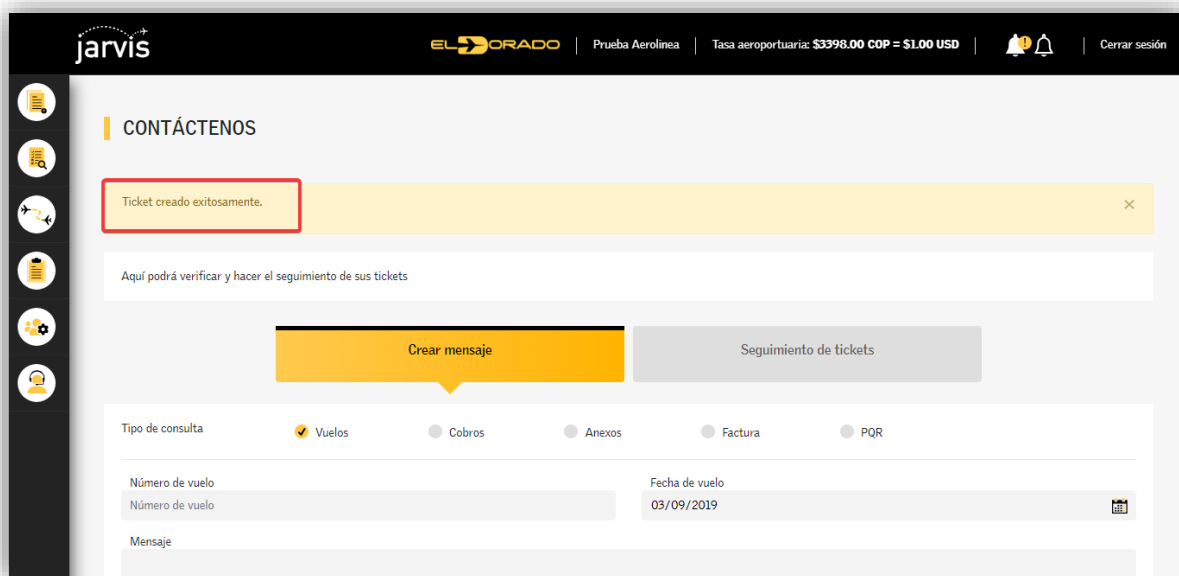 jarvis
EL DORADO Prueba Aerolinea Tasa aeroportuaria: $3398.00 COP = $1.00 USD Cerrar sesión
CONTÁCTENOS
Ticket creado exitosamente.
Aquí podrá verificar y hacer el seguimiento de sus tickets
Crear mensaje Seguimiento de tickets
Tipo de consulta Vuelos Cobros Anexos Factura PQR
Número de vuelo Fecha de vuelo
Número de vuelo 03/09/2019
Mensaje